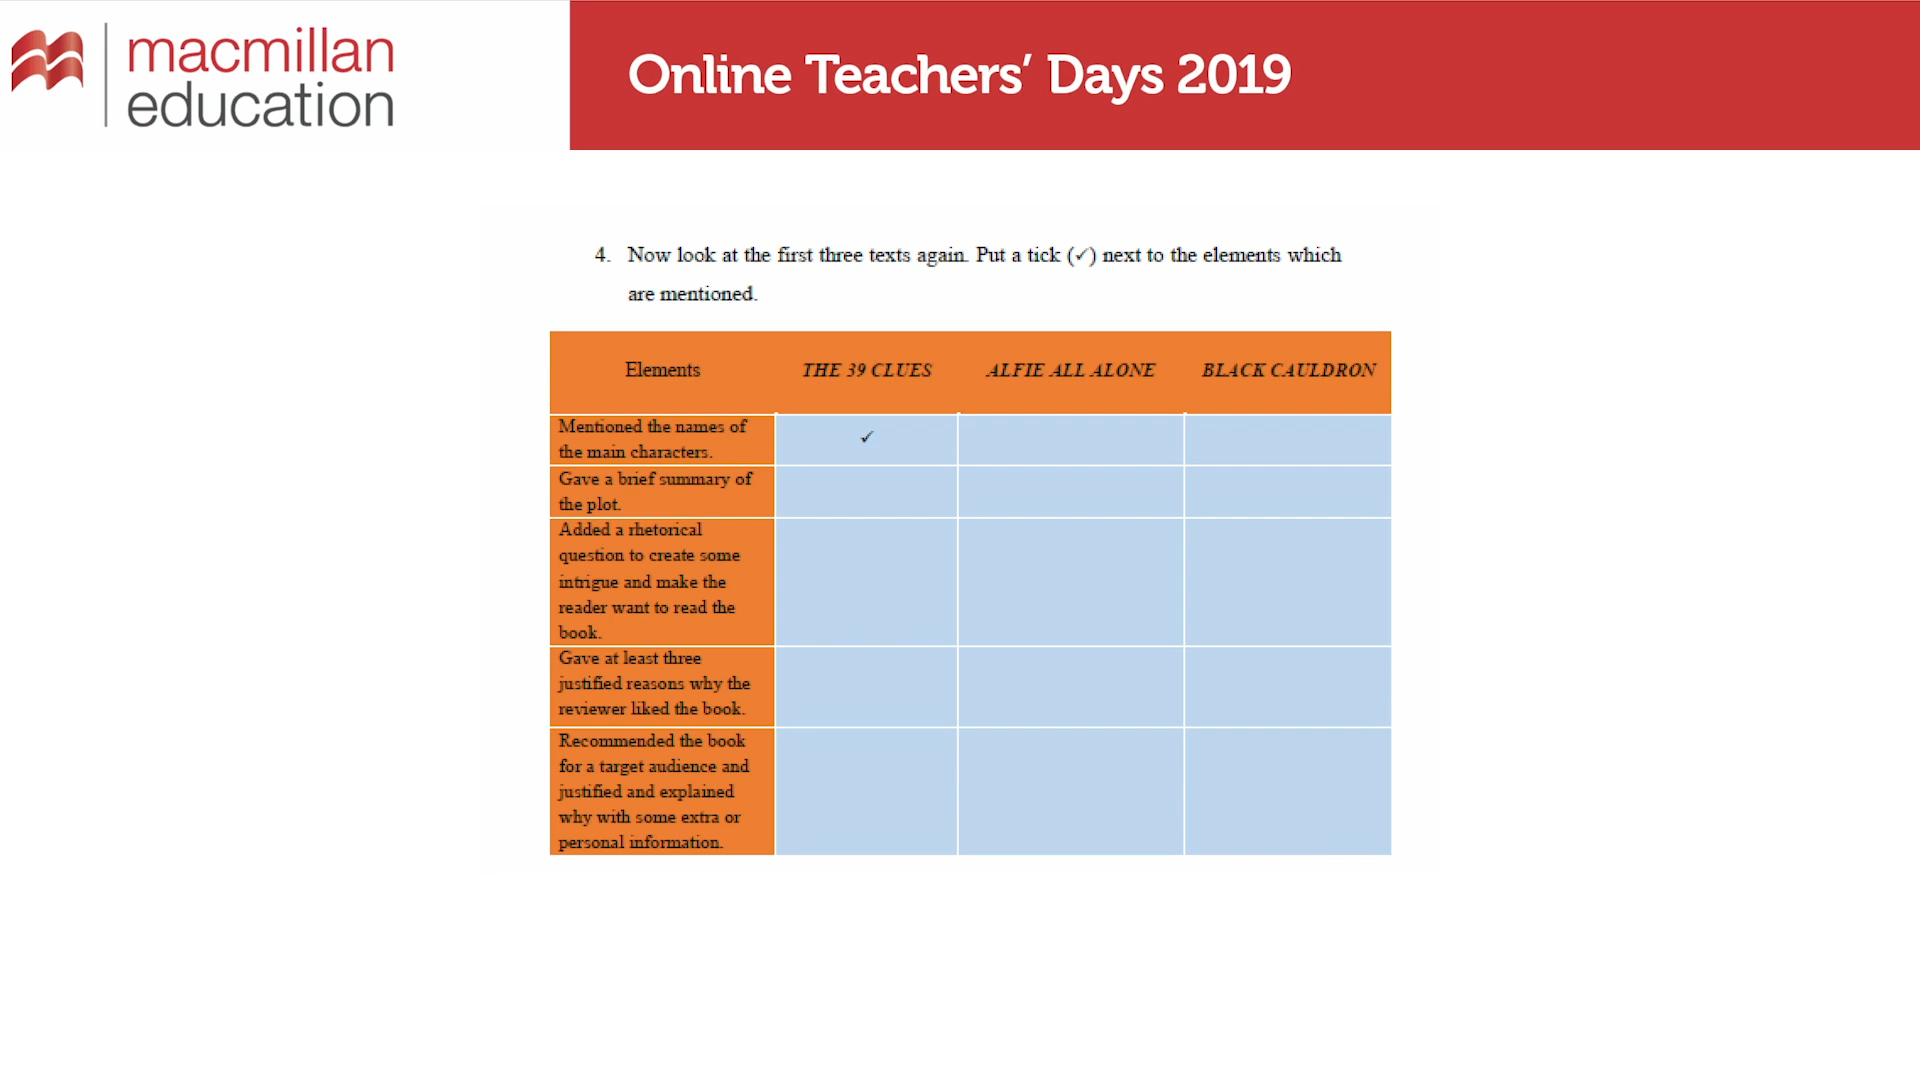 macmillan
education
Online Teachers' Days 2019
4. Now look at the first three texts again. Put a tick (✓) next to the elements which
are mentioned.
Elements THE 39 CLUES ALFIE ALL ALONE BLACK CAULDRON
Mentioned the names of
the main characters.
✓
Gave a brief summary of
the plot.
Added a rhetorical
question to create some
intrigue and make the
reader want to read the
book.
Gave at least three
justified reasons why the
reviewer liked the book.
Recommended the book
for a target audience and
justified and explained
why with some extra or
personal information.